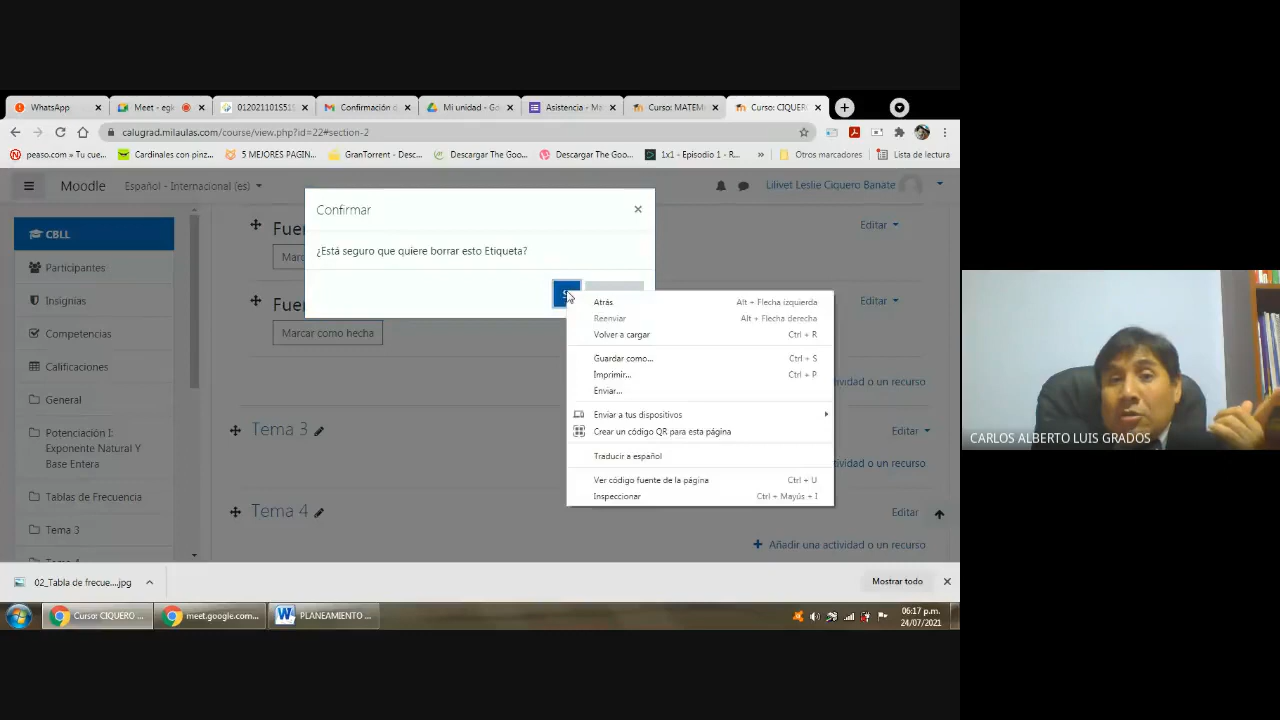 WhatsApp
Meet - egk
012021101S51S
Confirmación d
Mi unidad - Go
Asistencia - Ma
Curso: MATEM
Curso: CIQUER
calugrad.milaulas.com/course/view.php?id=22#section-2
peaso.com » Tu cue...
Cardinales con pinz...
5 MEJORES PAGIN...
GranTorrent - Desc...
Descargar The Goo...
Descargar The Goo...
1x1 - Episodio 1 - R...
»
Otros marcadores
Lista de lectura
Moodle
Español - Internacional (es)
Lilivet Leslie Ciquero Banate
CBLL
Participantes
Insignias
Competencias
Calificaciones
General
Potenciación I:
Exponente Natural Y
Base Entera
Tablas de Frecuencia
Tema 3
Fuer
Editar
Marc
Fuer
Editar
Marcar como hecha
actividad o un recurso
Tema 3
Editar
actividad o un recurso
Tema 4
Editar
Añadir una actividad o un recurso
Confirmar
¿Está seguro que quiere borrar esto Etiqueta?
Atrás Alt + Flecha izquierda
Reenviar Alt + Flecha derecha
Volver a cargar Ctrl + R
Guardar como... Ctrl + S
Imprimir... Ctrl + P
Enviar...
Enviar a tus dispositivos
Crear un código QR para esta página
Traducir a español
Ver código fuente de la página Ctrl + U
Inspeccionar Ctrl + Mayús + I
CARLOS ALBERTO LUIS GRADOS
02_Tabla de frecue....jpg
Mostrar todo
Curso: CIQUERO ...
meet.google.com...
PLANEAMIENTO ...
06:17 p.m.
24/07/2021